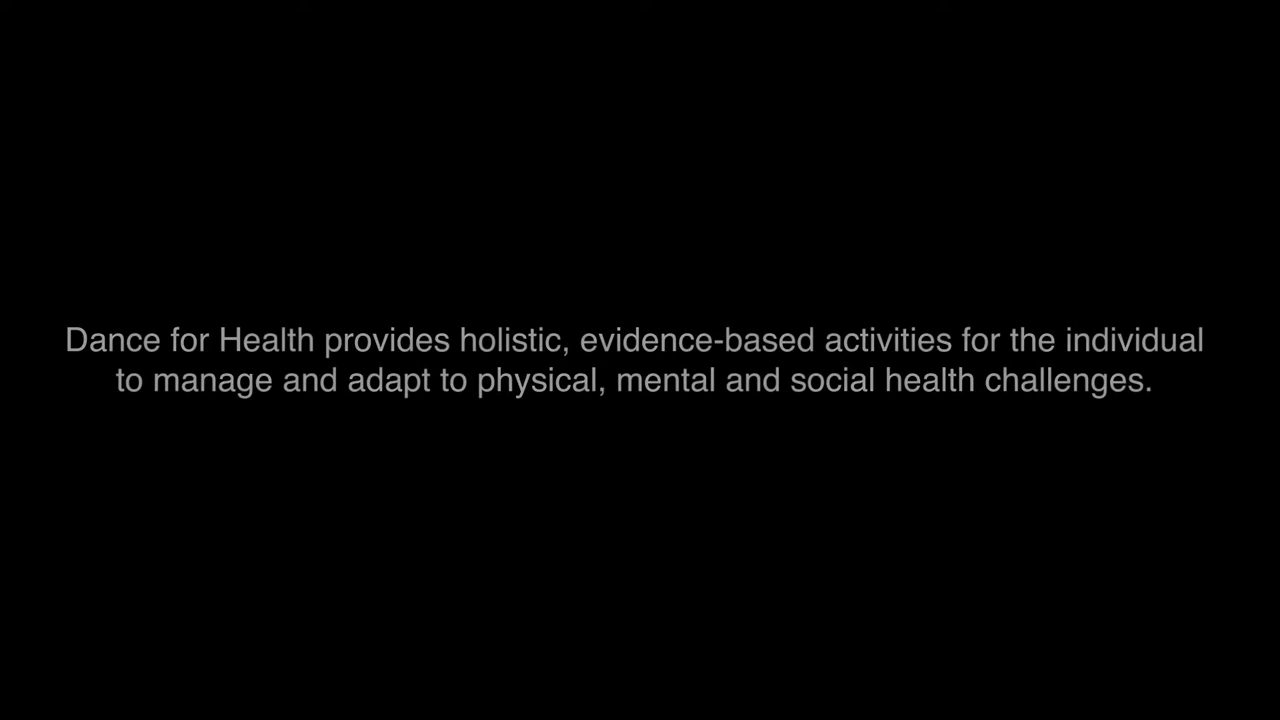 Dance for Health provides holistic, evidence-based activities for the individual
to manage and adapt to physical, mental and social health challenges.